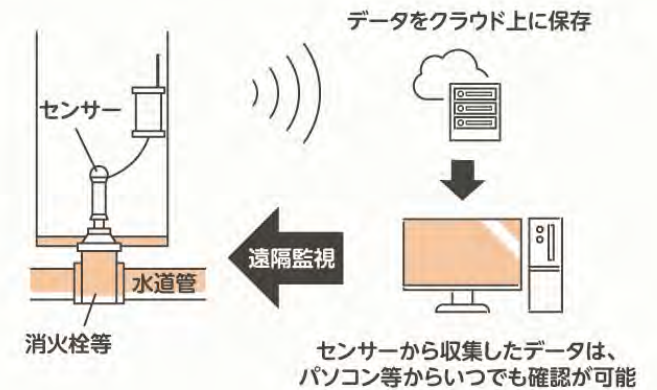 データをクラウド上に保存
センサー
遠隔監視
水道管
消火栓等
センサーから収集したデータは、
パソコン等からいつでも確認が可能